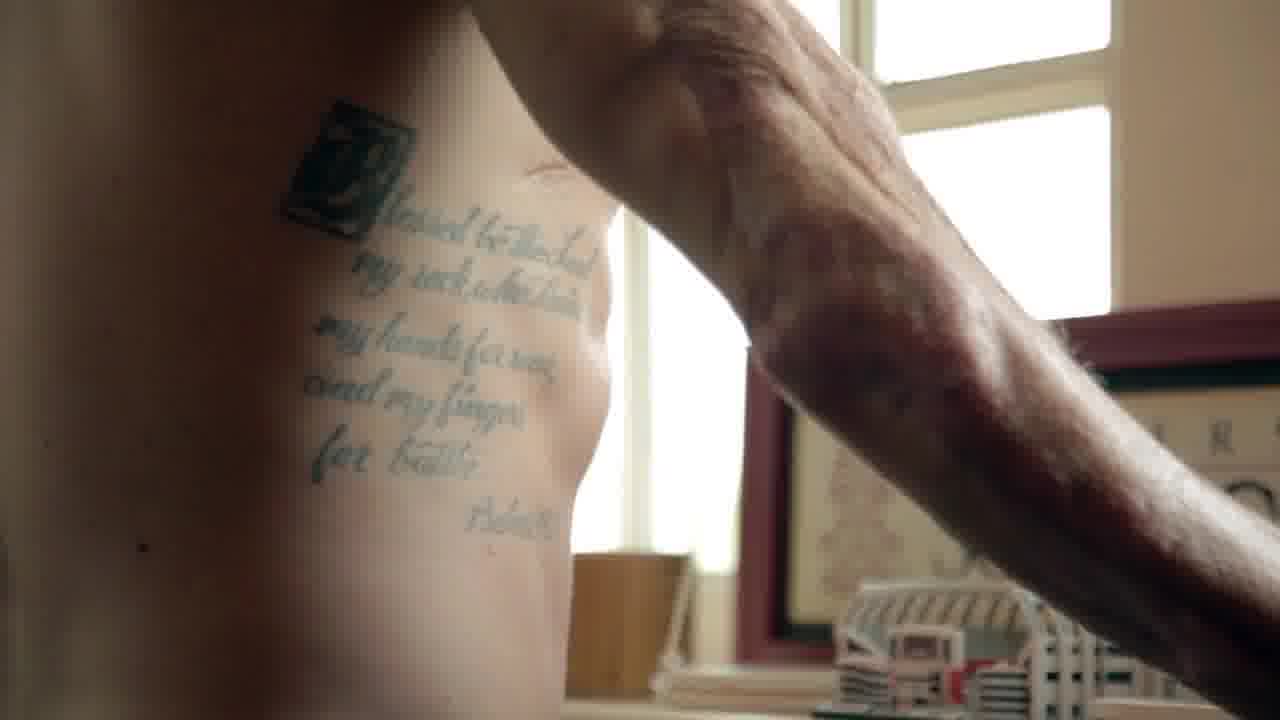 Blessed be the Lord
my rock, who trains
my hands for war,
and my fingers
for battle
R S